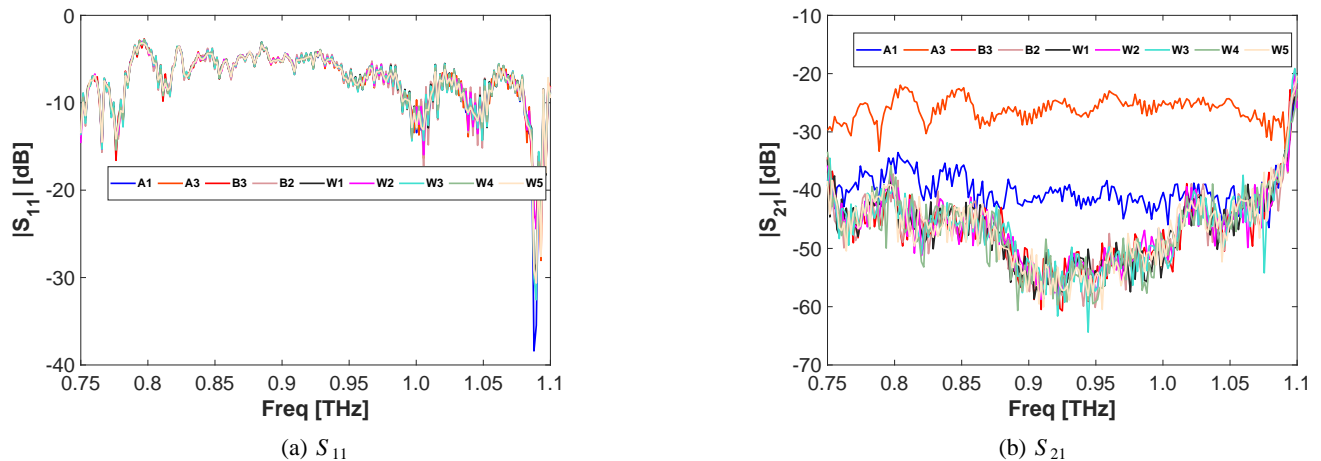 0
-10
-20
-30
-40
|S11| [dB]
A1 A3 B3 B2 W1 W2 W3 W4 W5
0.75 0.8 0.85 0.9 0.95 1.0 1.05 1.1
Freq [THz]
(a) S11
-10
-20
-30
-40
-50
-60
-70
|S21| [dB]
A1 A3 B3 B2 W1 W2 W3 W4 W5
0.75 0.8 0.85 0.9 0.95 1.0 1.05 1.1
Freq [THz]
(b) S21